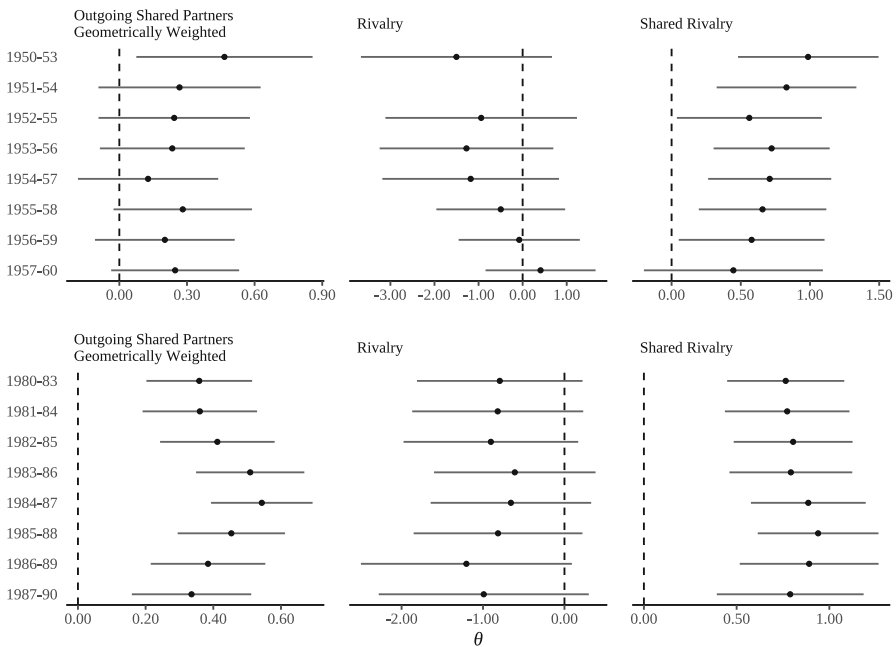 Outgoing Shared Partners
Geometrically Weighted
Rivalry
Shared Rivalry
1950-53
1951-54
1952-55
1953-56
1954-57
1955-58
1956-59
1957-60
0.00 0.30 0.60 0.90
-3.00 -2.00 -1.00 0.00 1.00
0.00 0.50 1.00 1.50
Outgoing Shared Partners
Geometrically Weighted
Rivalry
Shared Rivalry
1980-83
1981-84
1982-85
1983-86
1984-87
1985-88
1986-89
1987-90
0.00 0.20 0.40 0.60
-2.00 -1.00 0.00
0.00 0.50 1.00
θ